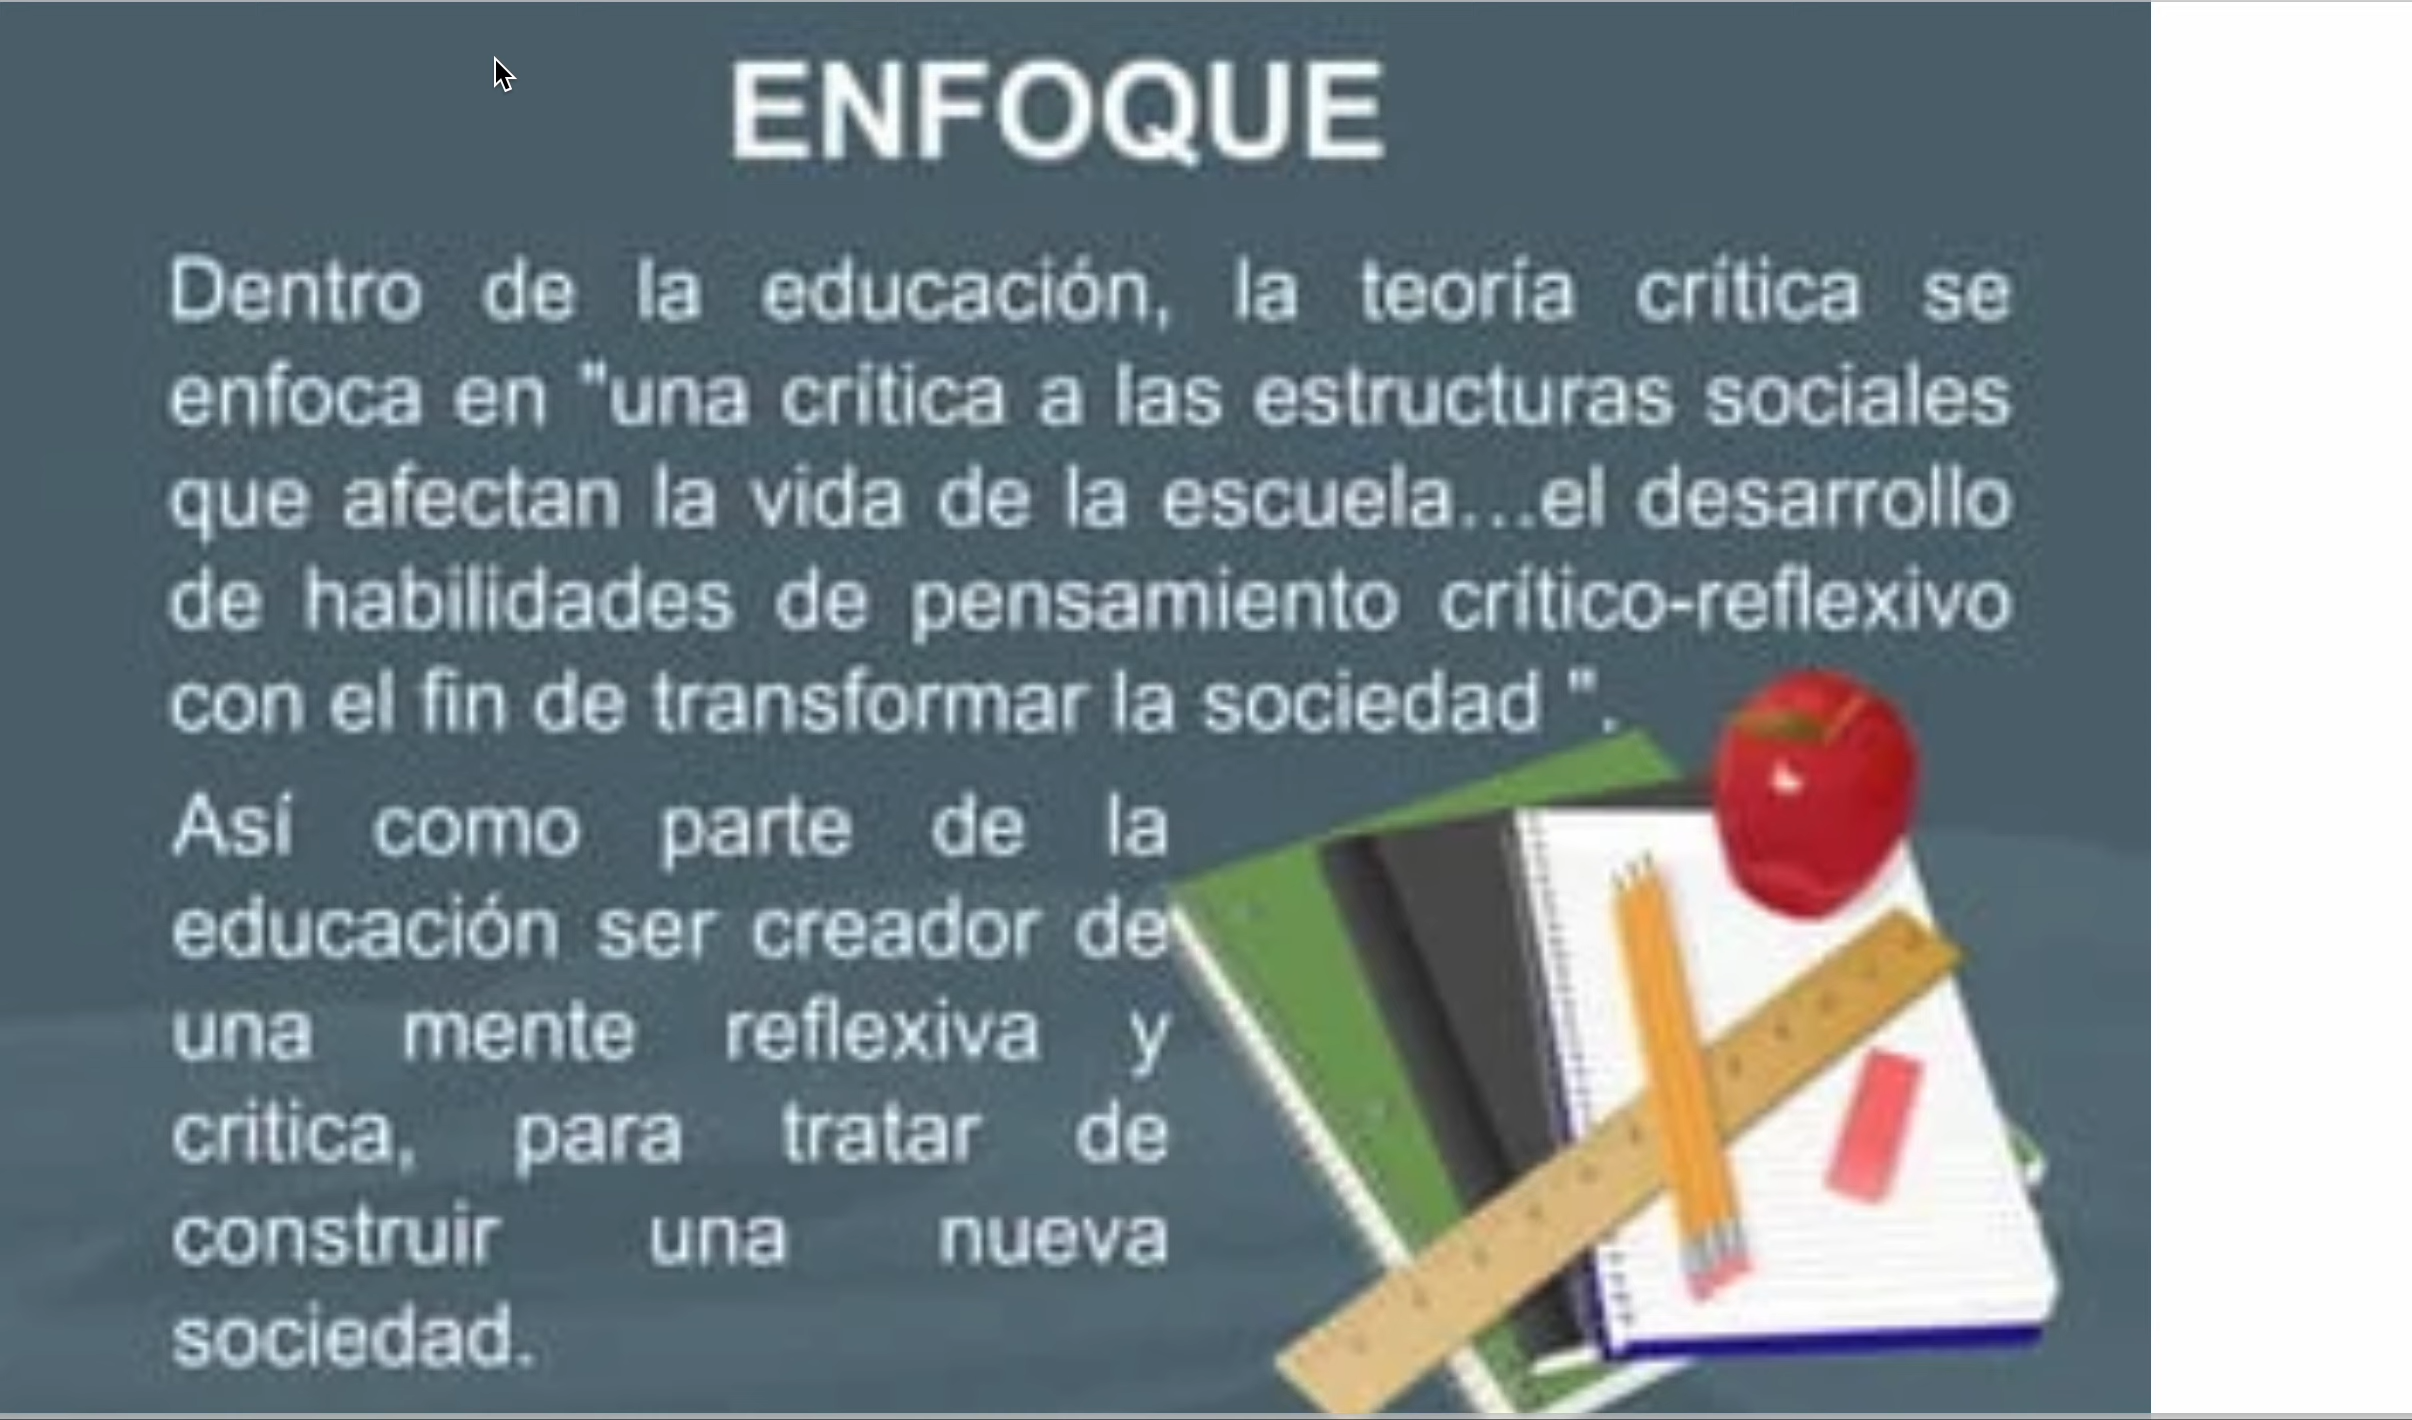 ENFOQUE
Dentro de la educación, la teoría crítica se
enfoca en "una crítica a las estructuras sociales
que afectan la vida de la escuela...el desarrollo
de habilidades de pensamiento crítico-reflexivo
con el fin de transformar la sociedad ".
Así como parte de la
educación ser creador de
una mente reflexiva y
critica, para tratar de
construir una nueva
sociedad.